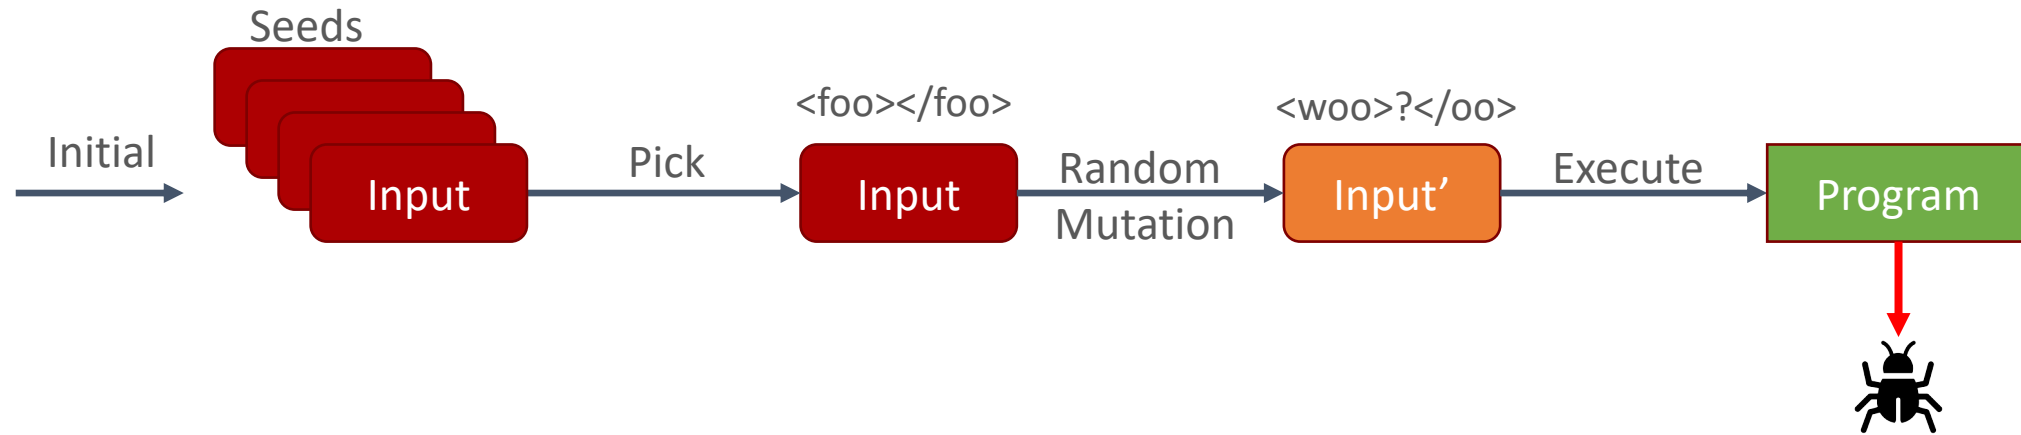 Seeds
Initial
Input
Pick
<foo></foo>
Input
Random
Mutation
<woo>?</oo>
Input’
Execute
Program